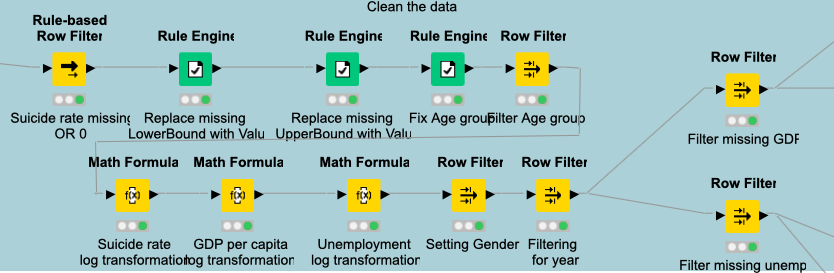 Clean the data
Rule-based
Row Filter
Rule Engine
Rule Engine
Rule Engine
Row Filter
Suicide rate missing
OR 0
Replace missing
LowerBound with Valu
Replace missing
UpperBound with Valu
Fix Age group
Filter Age group
Row Filter
Filter missing GDP
Math Formula
Math Formula
Math Formula
Row Filter
Row Filter
Suicide rate
log transformation
GDP per capita
log transformation
Unemployment
log transformation
Setting Gender
Filtering
for year
Row Filter
Filter missing unemp